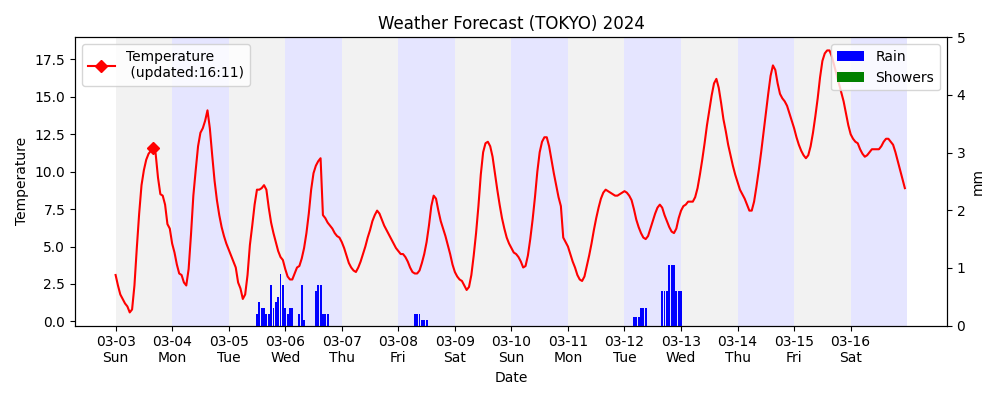 Weather Forecast (TOKYO) 2024
Temperature
(updated:16:11)
Rain
Showers
Temperature
17.5
15.0
12.5
10.0
7.5
5.0
2.5
0.0
5
4
3
2
1
0
mm
03-03 03-04 03-05 03-06 03-07 03-08 03-09 03-10 03-11 03-12 03-13 03-14 03-15 03-16
Sun Mon Tue Wed Thu Fri Sat Sun Mon Tue Wed Thu Fri Sat
Date